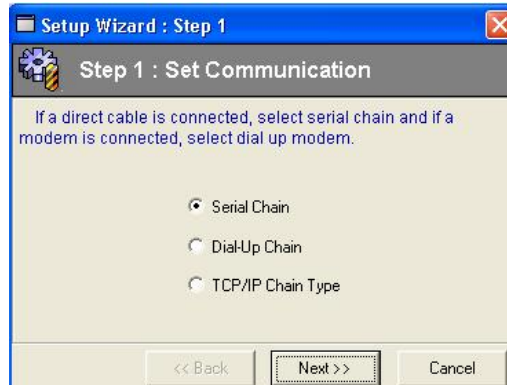 Setup Wizard : Step 1
Step 1 : Set Communication
If a direct cable is connected, select serial chain and if a
modem is connected, select dial up modem.
Serial Chain
Dial-Up Chain
TCP/IP Chain Type
<< Back
Next >>
Cancel